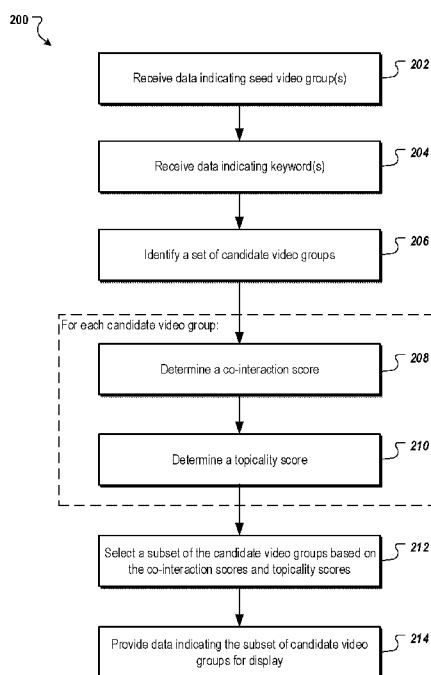 200
202
Receive data indicating seed video group(s)
204
Receive data indicating keyword(s)
206
Identify a set of candidate video groups
For each candidate video group:
208
Determine a co-interaction score
210
Determine a topicality score
212
Select a subset of the candidate video groups based on
the co-interaction scores and topicality scores
214
Provide data indicating the subset of candidate video
groups for display